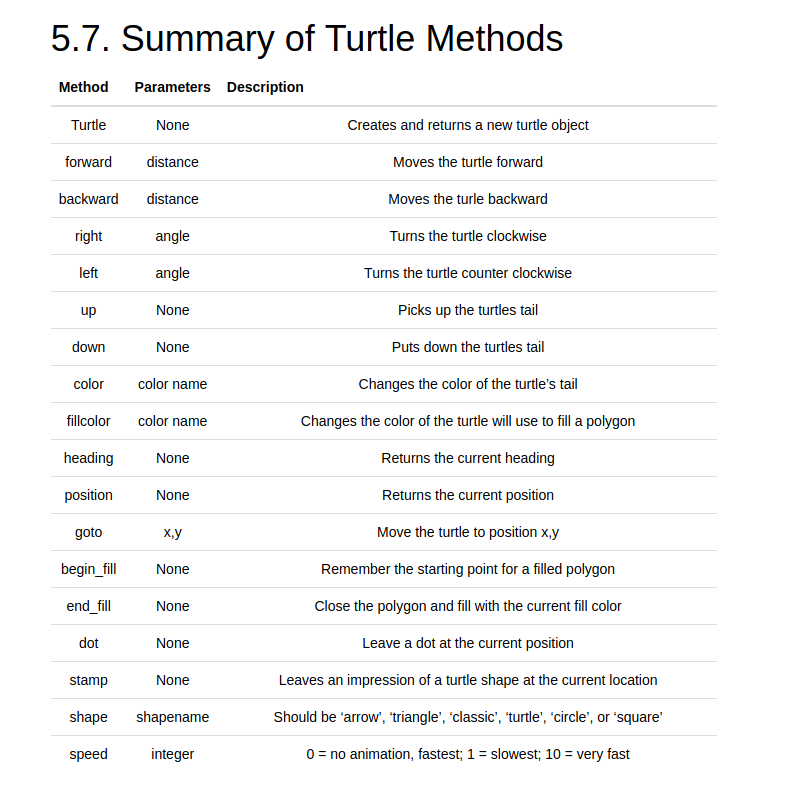 5.7. Summary of Turtle Methods
Method Parameters Description
Turtle None Creates and returns a new turtle object
forward distance Moves the turtle forward
backward distance Moves the turle backward
right angle Turns the turtle clockwise
left angle Turns the turtle counter clockwise
up None Picks up the turtles tail
down None Puts down the turtles tail
color color name Changes the color of the turtle’s tail
fillcolor color name Changes the color of the turtle will use to fill a polygon
heading None Returns the current heading
position None Returns the current position
goto x,y Move the turtle to position x,y
begin_fill None Remember the starting point for a filled polygon
end_fill None Close the polygon and fill with the current fill color
dot None Leave a dot at the current position
stamp None Leaves an impression of a turtle shape at the current location
shape shapename Should be ‘arrow’, ‘triangle’, ‘classic’, ‘turtle’, ‘circle’, or ‘square’
speed integer 0 = no animation, fastest; 1 = slowest; 10 = very fast